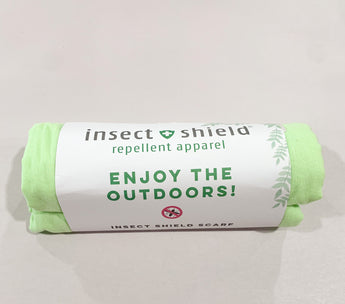 insect shield®
repellent apparel
ENJOY THE
OUTDOORS!
INSECT SHIELD SCARF